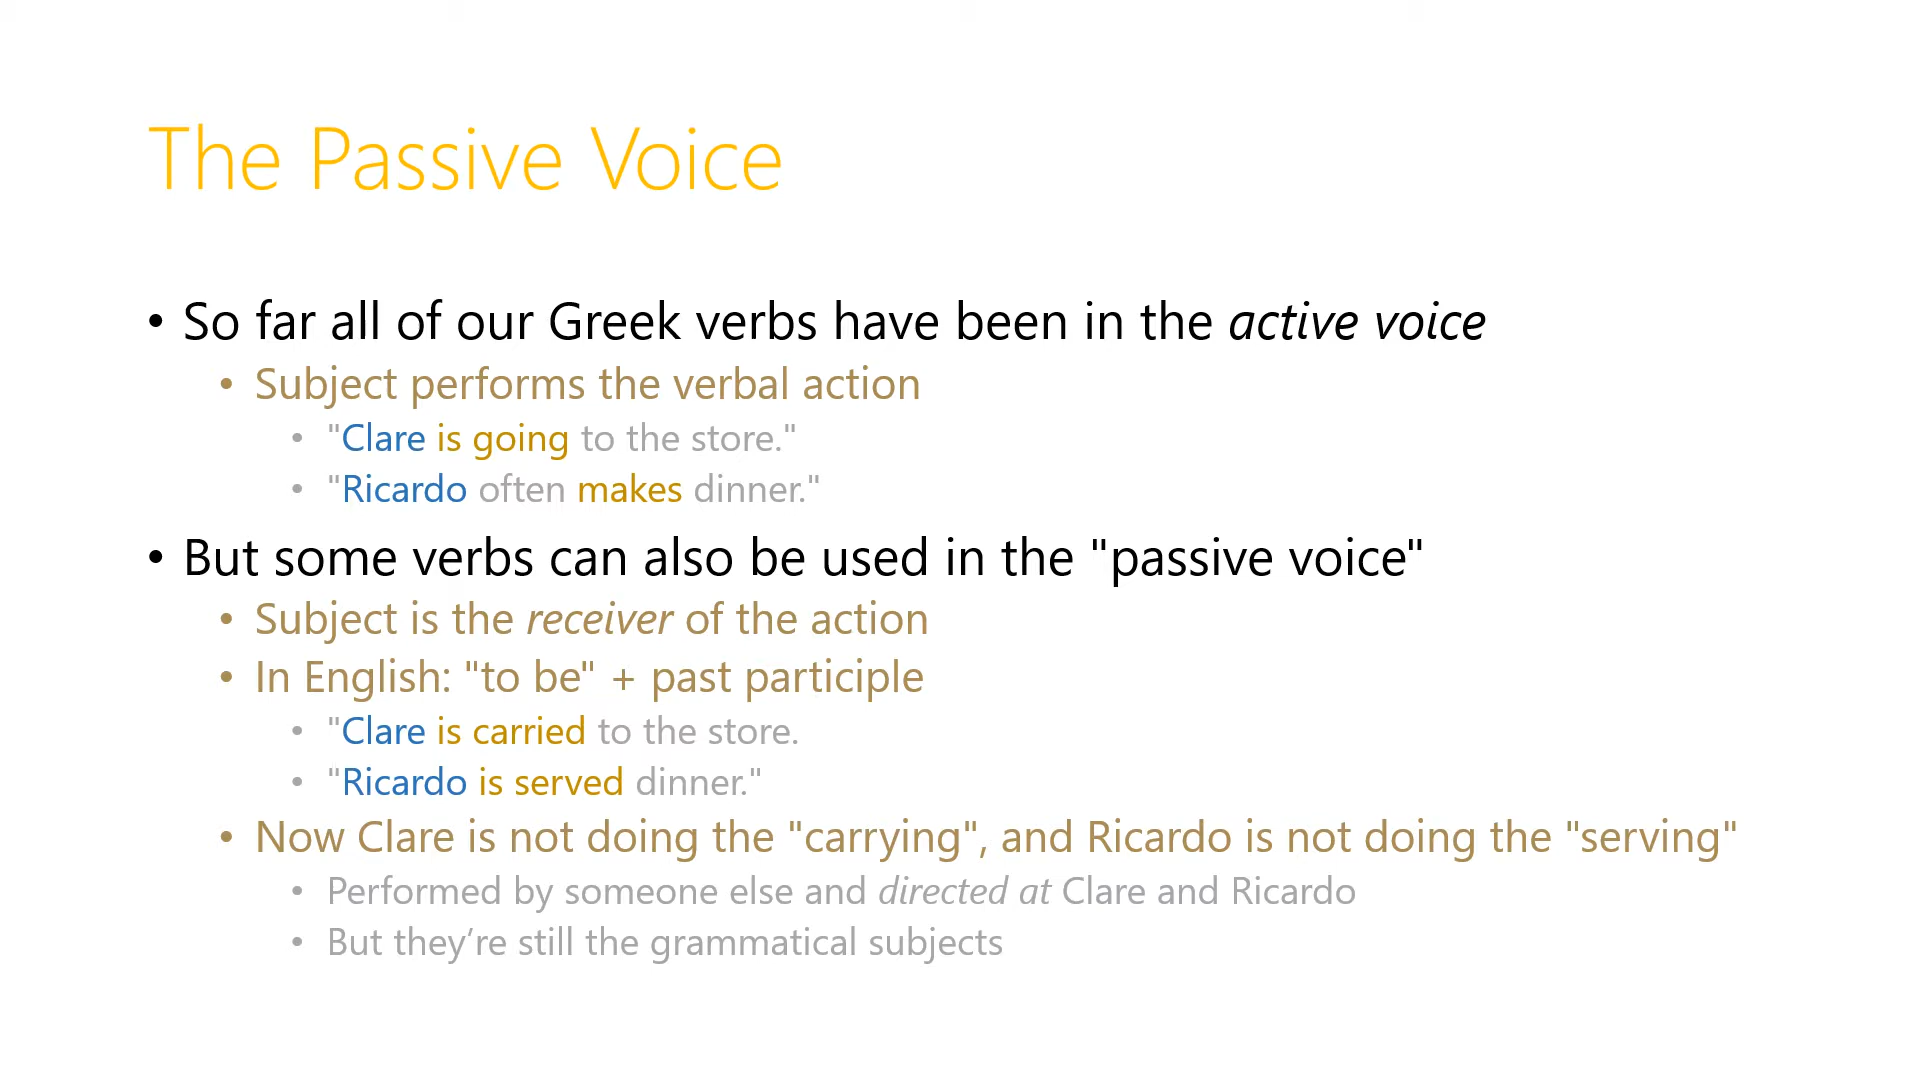 The Passive Voice
• So far all of our Greek verbs have been in the active voice
• Subject performs the verbal action
• "Clare is going to the store."
• "Ricardo often makes dinner."
• But some verbs can also be used in the "passive voice"
• Subject is the receiver of the action
• In English: "to be" + past participle
• "Clare is carried to the store.
• "Ricardo is served dinner."
• Now Clare is not doing the "carrying", and Ricardo is not doing the "serving"
• Performed by someone else and directed at Clare and Ricardo
• But they’re still the grammatical subjects